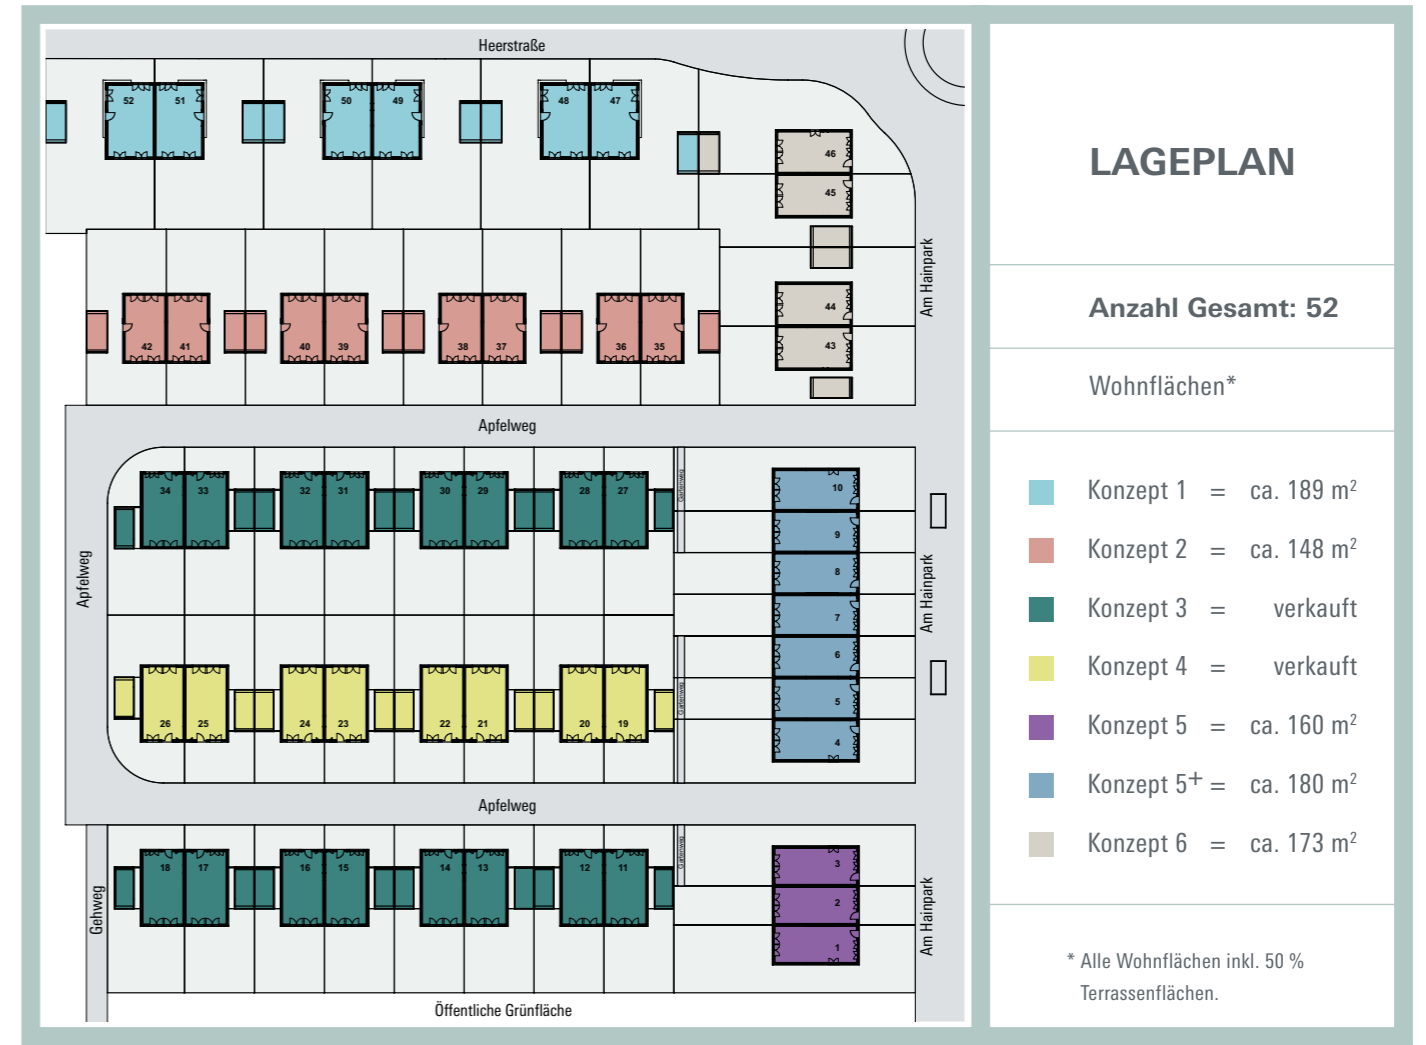 Heerstraße
52 51 50 49 48 47
46
45
Am Hainpark
44
43
42 41 40 39 38 37 36 35
Apfelweg
34 33 32 31 30 29 28 27
Gartenweg
10
9
8
7
6
5
4
Apfelweg
Am Hainpark
26 25 24 23 22 21 20 19
Gartenweg
Apfelweg
18 17 16 15 14 13 12 11
Gartenweg
3
2
1
Gehweg
Am Hainpark
Öffentliche Grünfläche
LAGEPLAN
Anzahl Gesamt: 52
Wohnflächen*
Konzept 1 = ca. 189 m²
Konzept 2 = ca. 148 m²
Konzept 3 = verkauft
Konzept 4 = verkauft
Konzept 5 = ca. 160 m²
Konzept 5+ = ca. 180 m²
Konzept 6 = ca. 173 m²
* Alle Wohnflächen inkl. 50 %
Terrassenflächen.